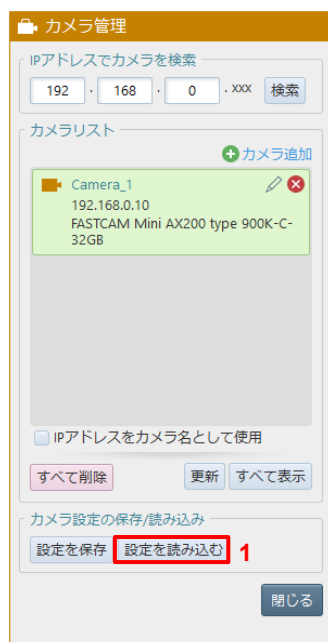 カメラ管理
IPアドレスでカメラを検索
192 . 168 . 0 . xxx 検索
カメラリスト
カメラ追加
Camera_1
192.168.0.10
FASTCAM Mini AX200 type 900K-C-
32GB
IPアドレスをカメラ名として使用
すべて削除 更新 すべて表示
カメラ設定の保存/読み込み
設定を保存 設定を読み込む 1
閉じる